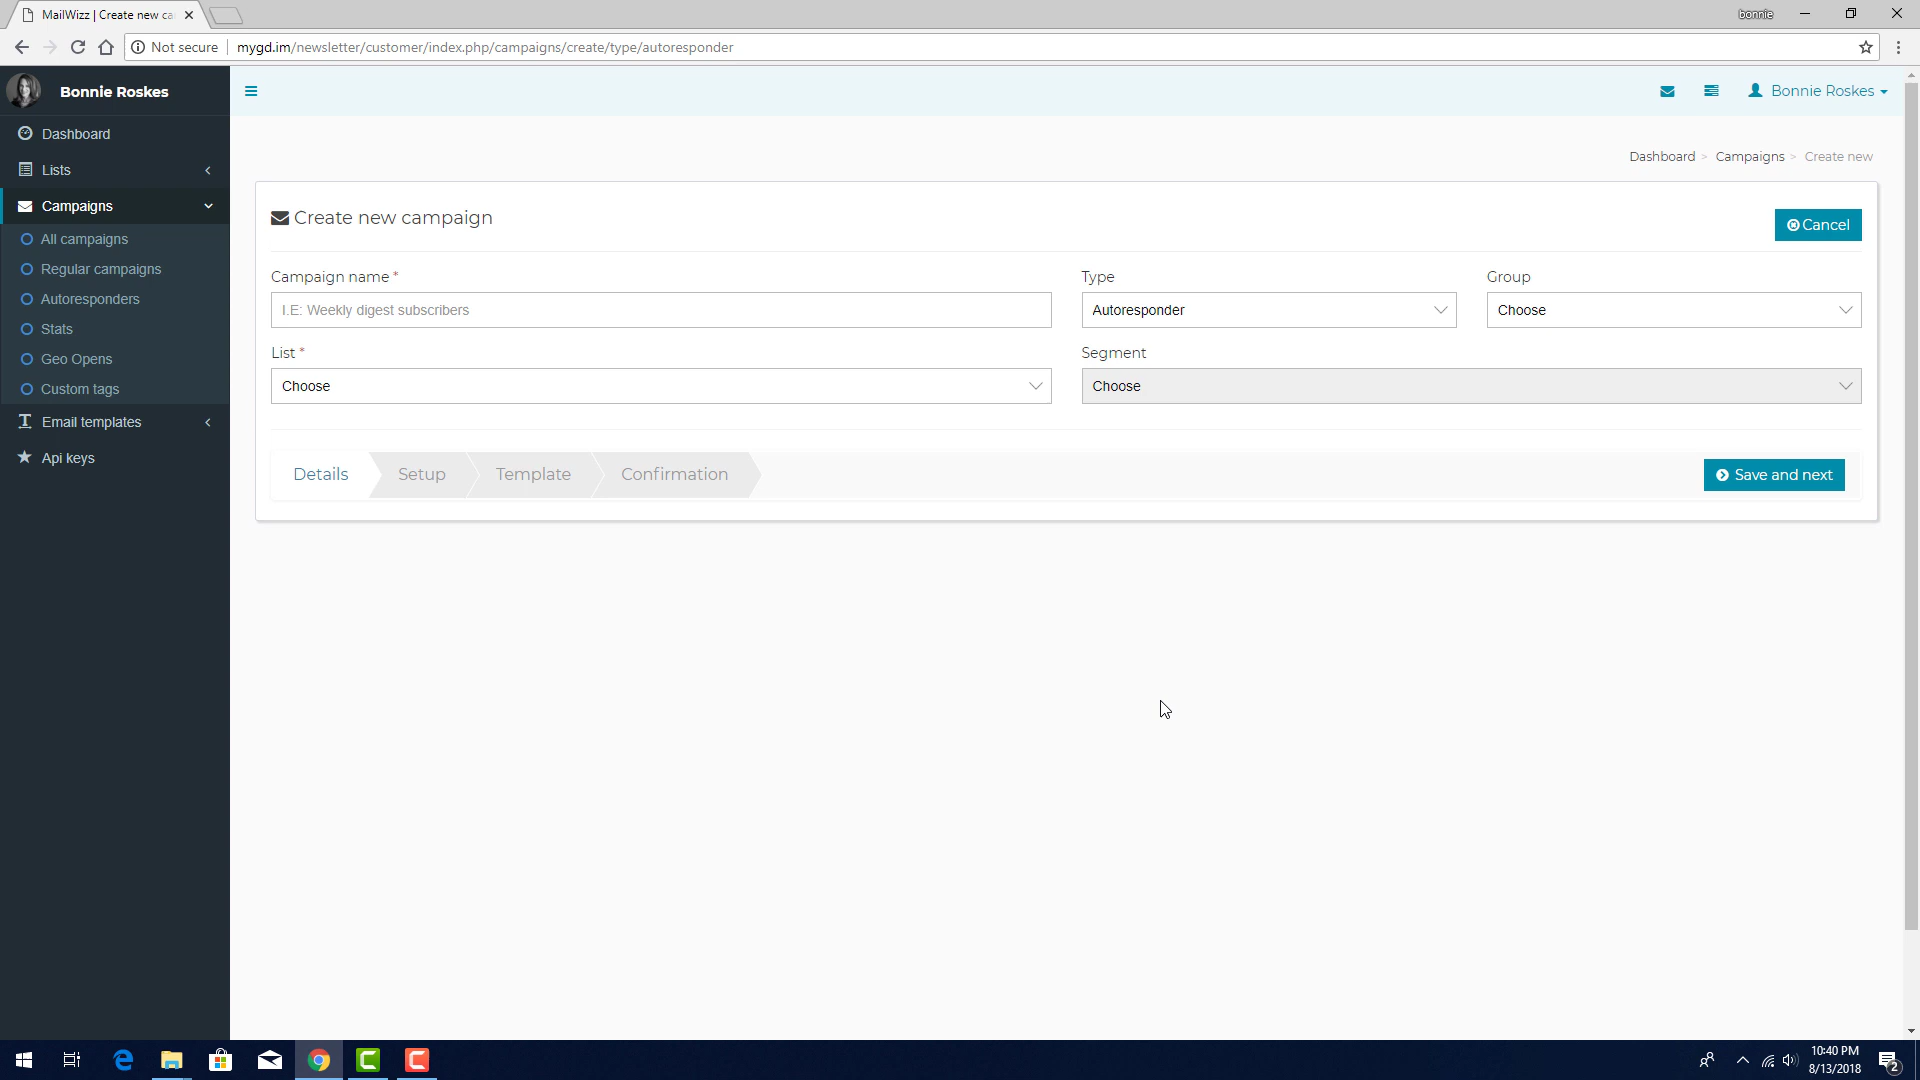 MailWizz | Create new ca
bonnie
Not secure
mygd.im/newsletter/customer/index.php/campaigns/create/type/autoresponder
Bonnie Roskes
Bonnie Roskes
Dashboard
Lists
Campaigns
All campaigns
Regular campaigns
Autoresponders
Stats
Geo Opens
Custom tags
Email templates
Api keys
Dashboard > Campaigns > Create new
Create new campaign
Cancel
Campaign name *
Type
Group
I.E: Weekly digest subscribers
Autoresponder
Choose
List *
Segment
Choose
Choose
Details
Setup
Template
Confirmation
Save and next
10:40 PM
8/13/2018
2